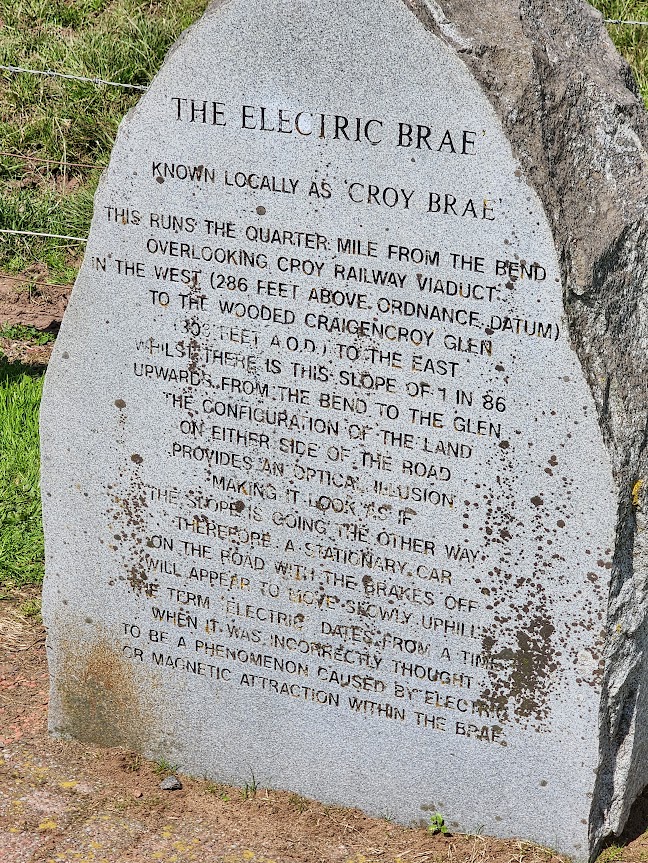 'THE ELECTRIC BRAE'
KNOWN LOCALLY AS 'CROY BRAE'
THIS RUNS THE QUARTER MILE FROM THE BEND
OVERLOOKING CROY RAILWAY VIADUCT
IN THE WEST (286 FEET ABOVE ORDNANCE DATUM)
TO THE WOODED CRAIGENCROY GLEN
(303 FEET A.O.D.) TO THE EAST.
WHILST THERE IS THIS SLOPE OF 1 IN 86
UPWARDS FROM THE BEND TO THE GLEN
THE CONFIGURATION OF THE LAND
ON EITHER SIDE OF THE ROAD
PROVIDES AN OPTICAL ILLUSION
MAKING IT LOOK AS IF
THE SLOPE IS GOING THE OTHER WAY
THEREFORE A STATIONARY CAR
ON THE ROAD WITH THE BRAKES OFF
WILL APPEAR TO MOVE SLOWLY UPHILL
THE TERM 'ELECTRIC' DATES FROM A TIME
WHEN IT WAS INCORRECTLY THOUGHT
TO BE A PHENOMENON CAUSED BY ELECTRIC
OR MAGNETIC ATTRACTION WITHIN THE BRAE.